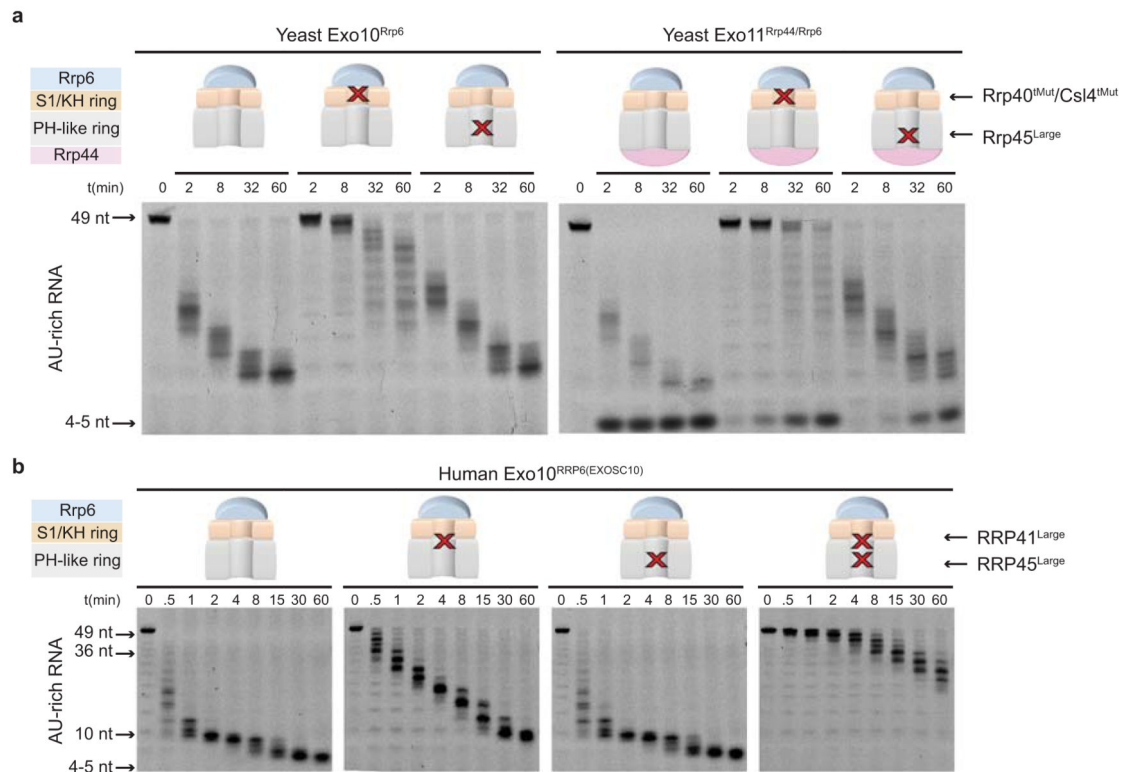 a
Yeast Exo10^Rrp6 Yeast Exo11^Rrp44/Rrp6
Rrp6
S1/KH ring
PH-like ring
Rrp44
Rrp40^tMut/Csl4^tMut
Rrp45^Large
t(min) 0 2 8 32 60 2 8 32 60 2 8 32 60 0 2 8 32 60 2 8 32 60 2 8 32 60
49 nt
AU-rich RNA
4-5 nt
b
Human Exo10^RRP6(EXOSC10)
Rrp6
S1/KH ring
PH-like ring
RRP41^Large
RRP45^Large
t(min) 0 .5 1 2 4 8 15 30 60 0 .5 1 2 4 8 15 30 60 0 .5 1 2 4 8 15 30 60 0 .5 1 2 4 8 15 30 60
49 nt
36 nt
AU-rich RNA
10 nt
4-5 nt